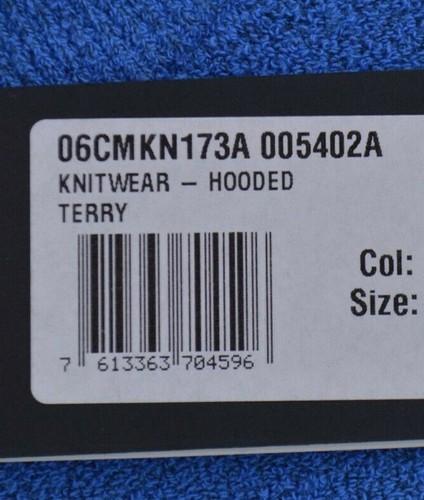 06CMKN173A 005402A
KNITWEAR – HOODED
TERRY
Col:
Size:
7 613363 704596